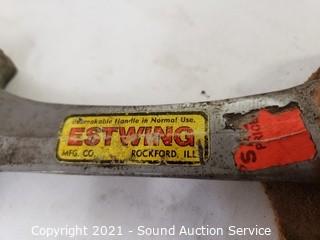 Unbreakable Handle in Normal Use.
ESTWING
MFG. CO. ROCKFORD, ILL.
Copyright 2021 - Sound Auction Service